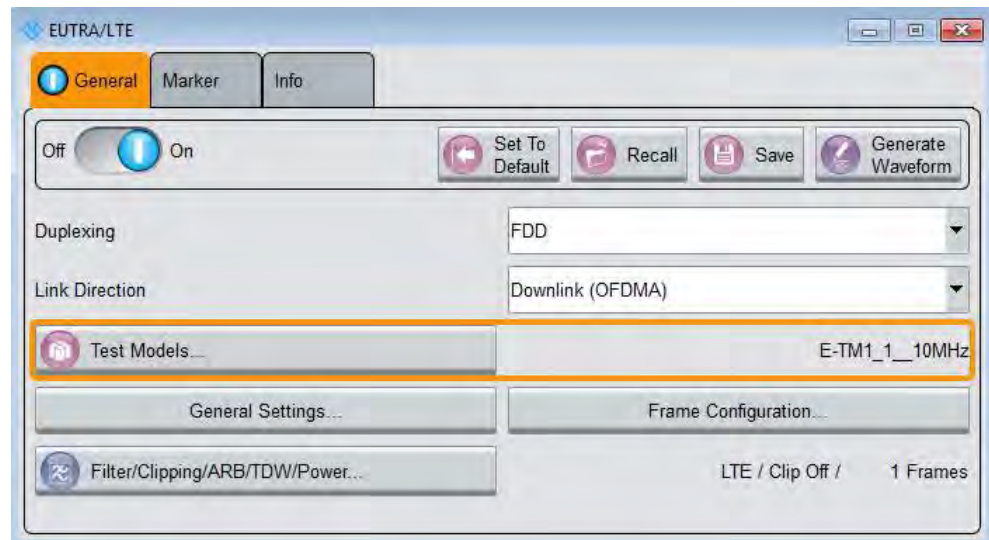 EUTRA/LTE
General Marker Info
Off On Set To Default Recall Save Generate Waveform
Duplexing FDD
Link Direction Downlink (OFDMA)
Test Models... E-TM1_1__10MHz
General Settings... Frame Configuration...
Filter/Clipping/ARB/TDW/Power... LTE / Clip Off / 1 Frames